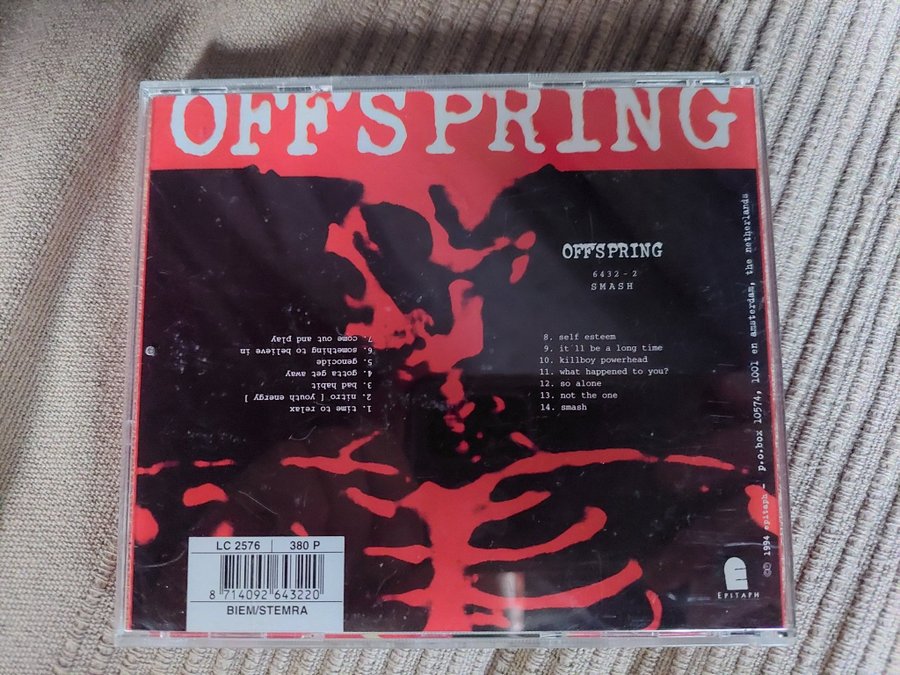 OFFSPRING
OFFSPRING
6432-2
SMASH
1. time to relax
2. nitro [ youth energy ]
3. bad habit
4. gotta get away
5. genocide
6. something to believe in
7. come out and play
8. self esteem
9. it´ll be a long time
10. killboy powerhead
11. what happened to you?
12. so alone
13. not the one
14. smash
©℗ 1994 epitaph - p.o.box 10574, 1001 en amsterdam, the netherlands
EPITAPH
LC 2576 | 380 P
8 714092 643220
BIEM/STEMRA